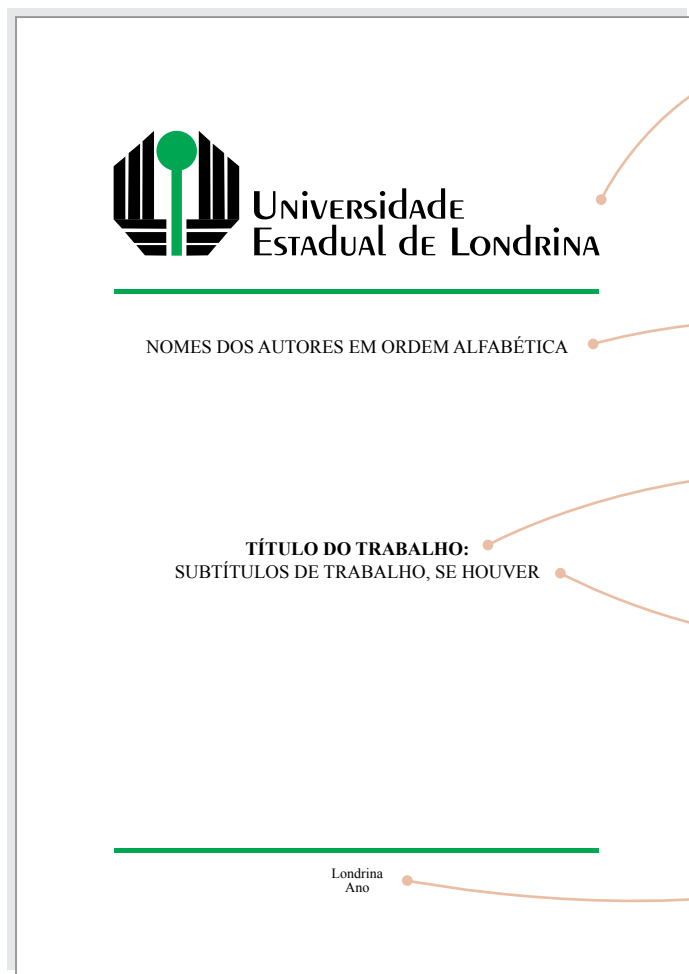 Universidade
Estadual de Londrina
NOMES DOS AUTORES EM ORDEM ALFABÉTICA
TÍTULO DO TRABALHO:
SUBTÍTULOS DE TRABALHO, SE HOUVER
Londrina
Ano